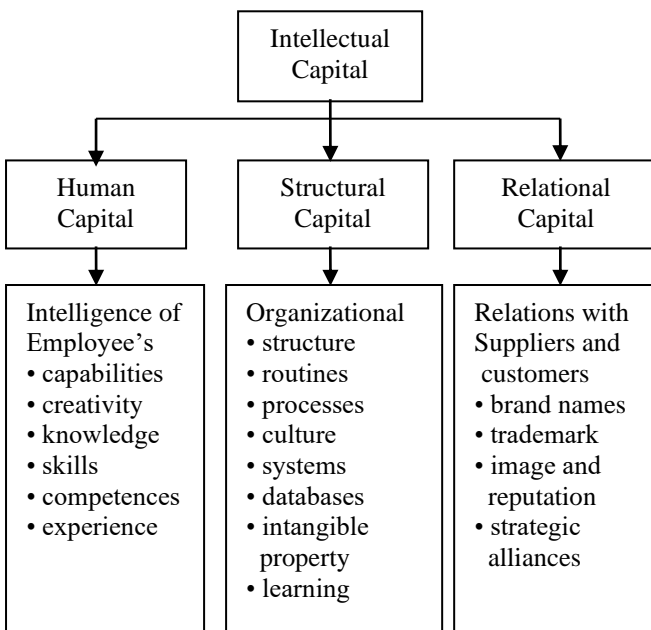 Intellectual
Capital
Human
Capital
Structural
Capital
Relational
Capital
Intelligence of
Employee's
• capabilities
• creativity
• knowledge
• skills
• competences
• experience
Organizational
• structure
• routines
• processes
• culture
• systems
• databases
• intangible
property
• learning
Relations with
Suppliers and
customers
• brand names
• trademark
• image and
reputation
• strategic
alliances